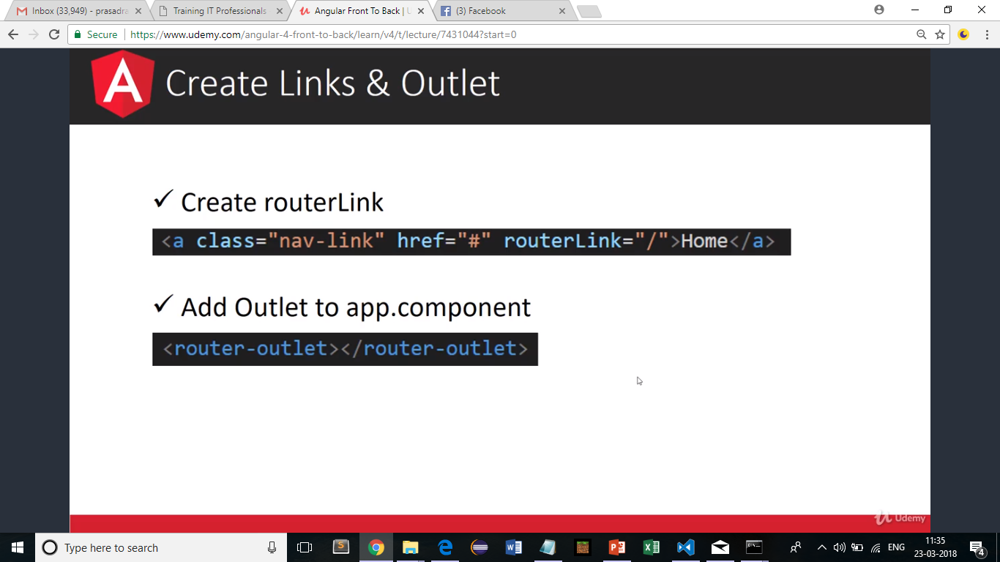 Inbox (33,949) - prasadra
Training IT Professionals
Angular Front To Back | U
(3) Facebook
Secure
https://www.udemy.com/angular-4-front-to-back/learn/v4/t/lecture/7431044?start=0
Create Links & Outlet
✓ Create routerLink
<a class="nav-link" href="#" routerLink="/">Home</a>
✓ Add Outlet to app.component
<router-outlet></router-outlet>
Udemy
Type here to search
ENG
11:35
23-03-2018
4